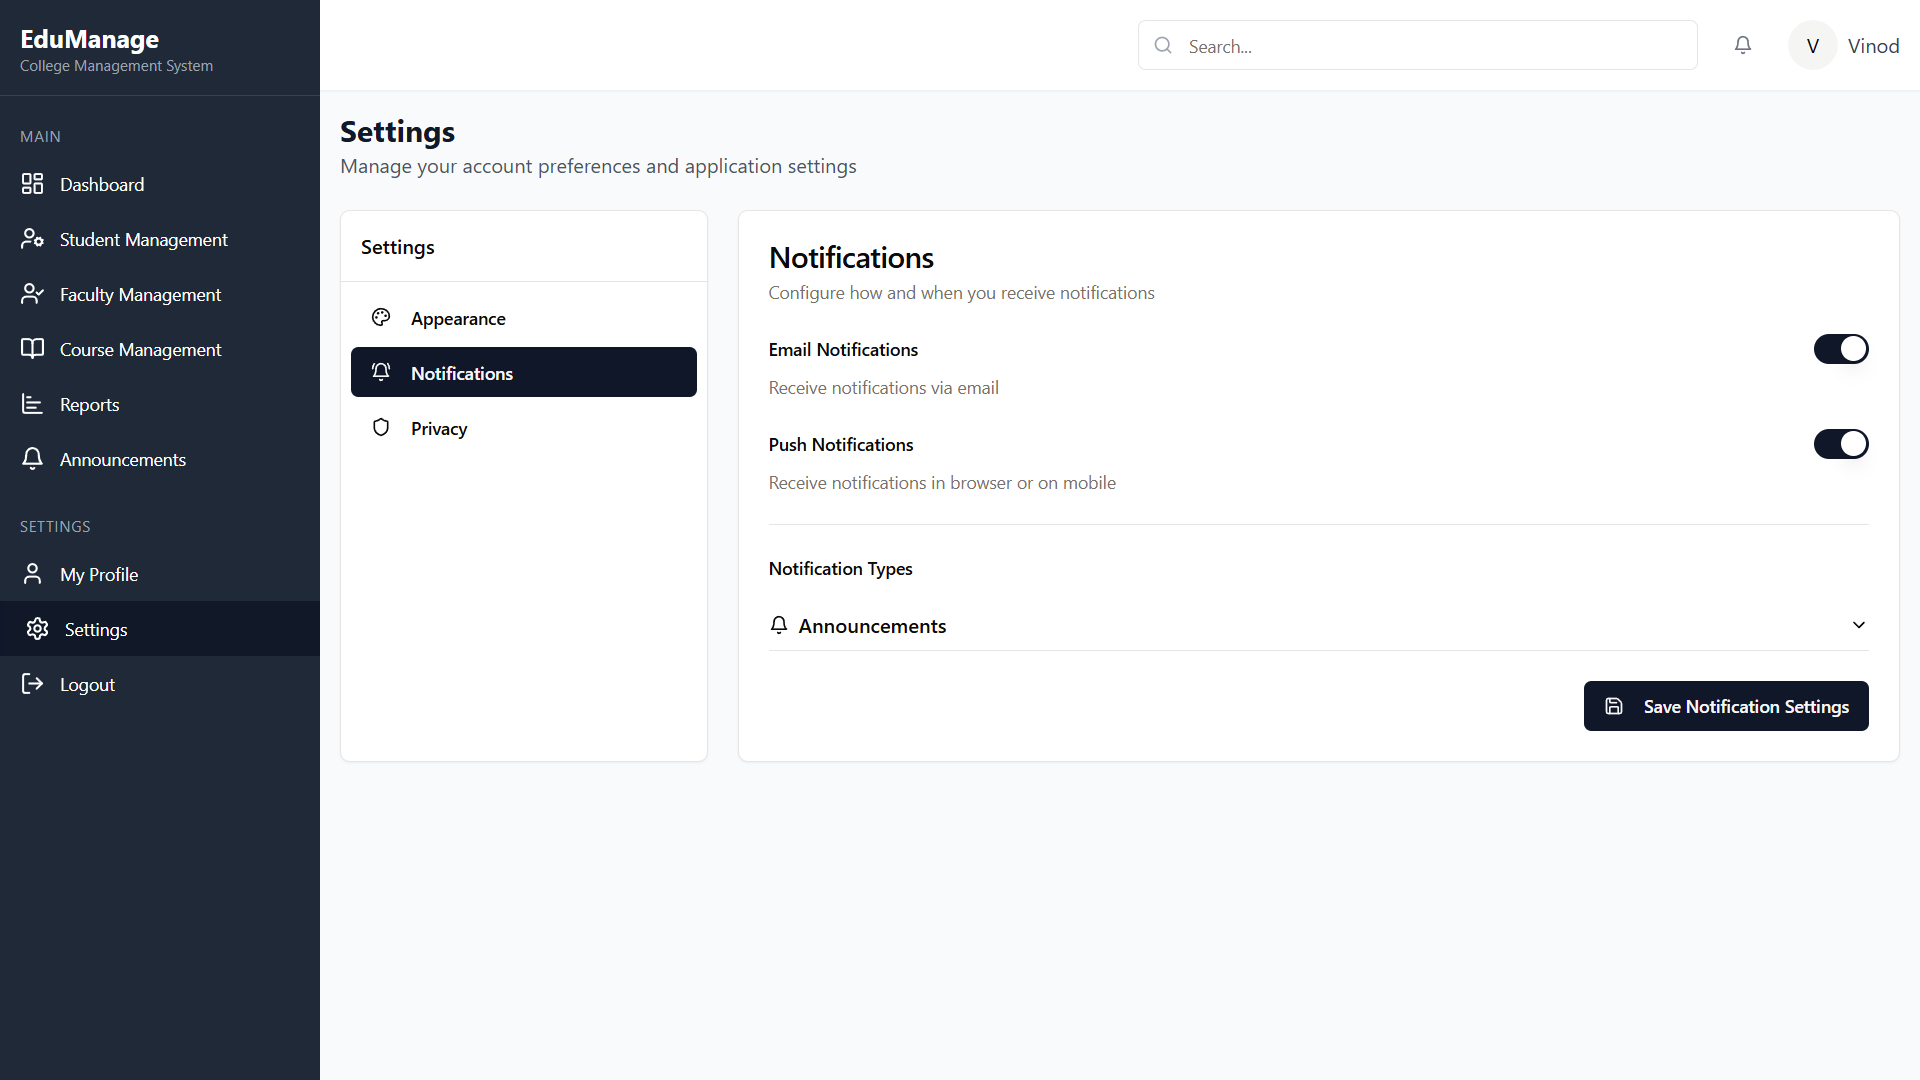 EduManage
College Management System
MAIN
Dashboard
Student Management
Faculty Management
Course Management
Reports
Announcements
SETTINGS
My Profile
Settings
Logout
Search...
V
Vinod
Settings
Manage your account preferences and application settings
Settings
Appearance
Notifications
Privacy
Notifications
Configure how and when you receive notifications
Email Notifications
Receive notifications via email
Push Notifications
Receive notifications in browser or on mobile
Notification Types
Announcements
Save Notification Settings